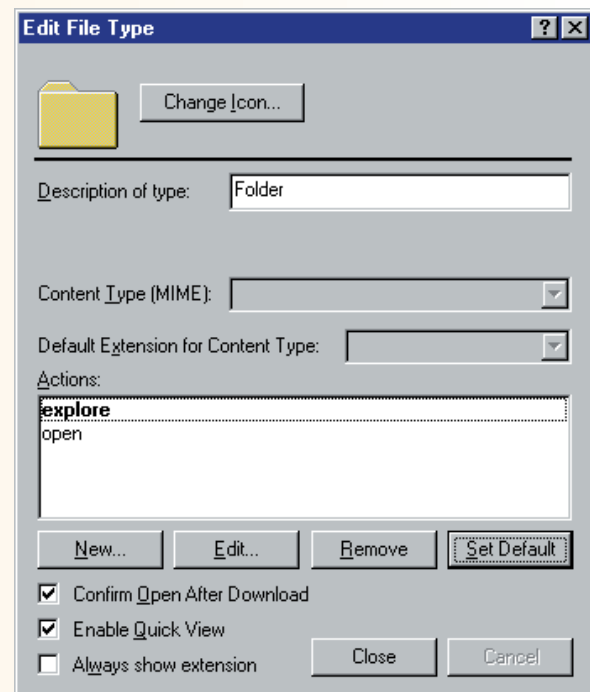 Edit File Type
Change Icon...
Description of type: Folder
Content Type (MIME):
Default Extension for Content Type:
Actions:
explore
open
New... Edit... Remove Set Default
Confirm Open After Download
Enable Quick View
Always show extension
Close Cancel